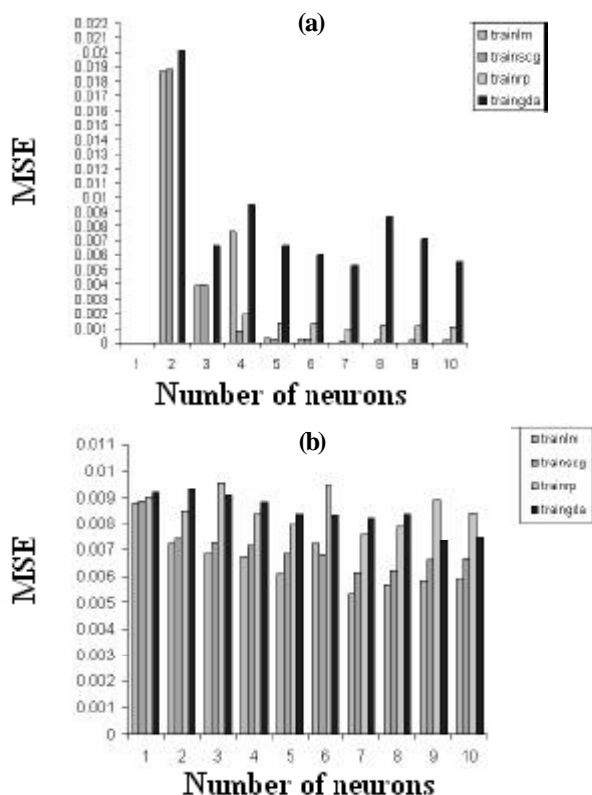 (a)
0.023
0.022
0.021
0.02
0.019
0.018
0.017
0.016
0.015
0.014
0.013
0.012
0.011
0.01
0.009
0.008
0.007
0.006
0.005
0.004
0.003
0.002
0.001
0
MSE
trainlm
trainscg
trainrp
traingda
1 2 3 4 5 6 7 8 9 10
Number of neurons
(b)
0.011
0.01
0.009
0.008
0.007
0.006
0.005
0.004
0.003
0.002
0.001
0
MSE
trainlm
trainscg
trainrp
traingda
1 2 3 4 5 6 7 8 9 10
Number of neurons